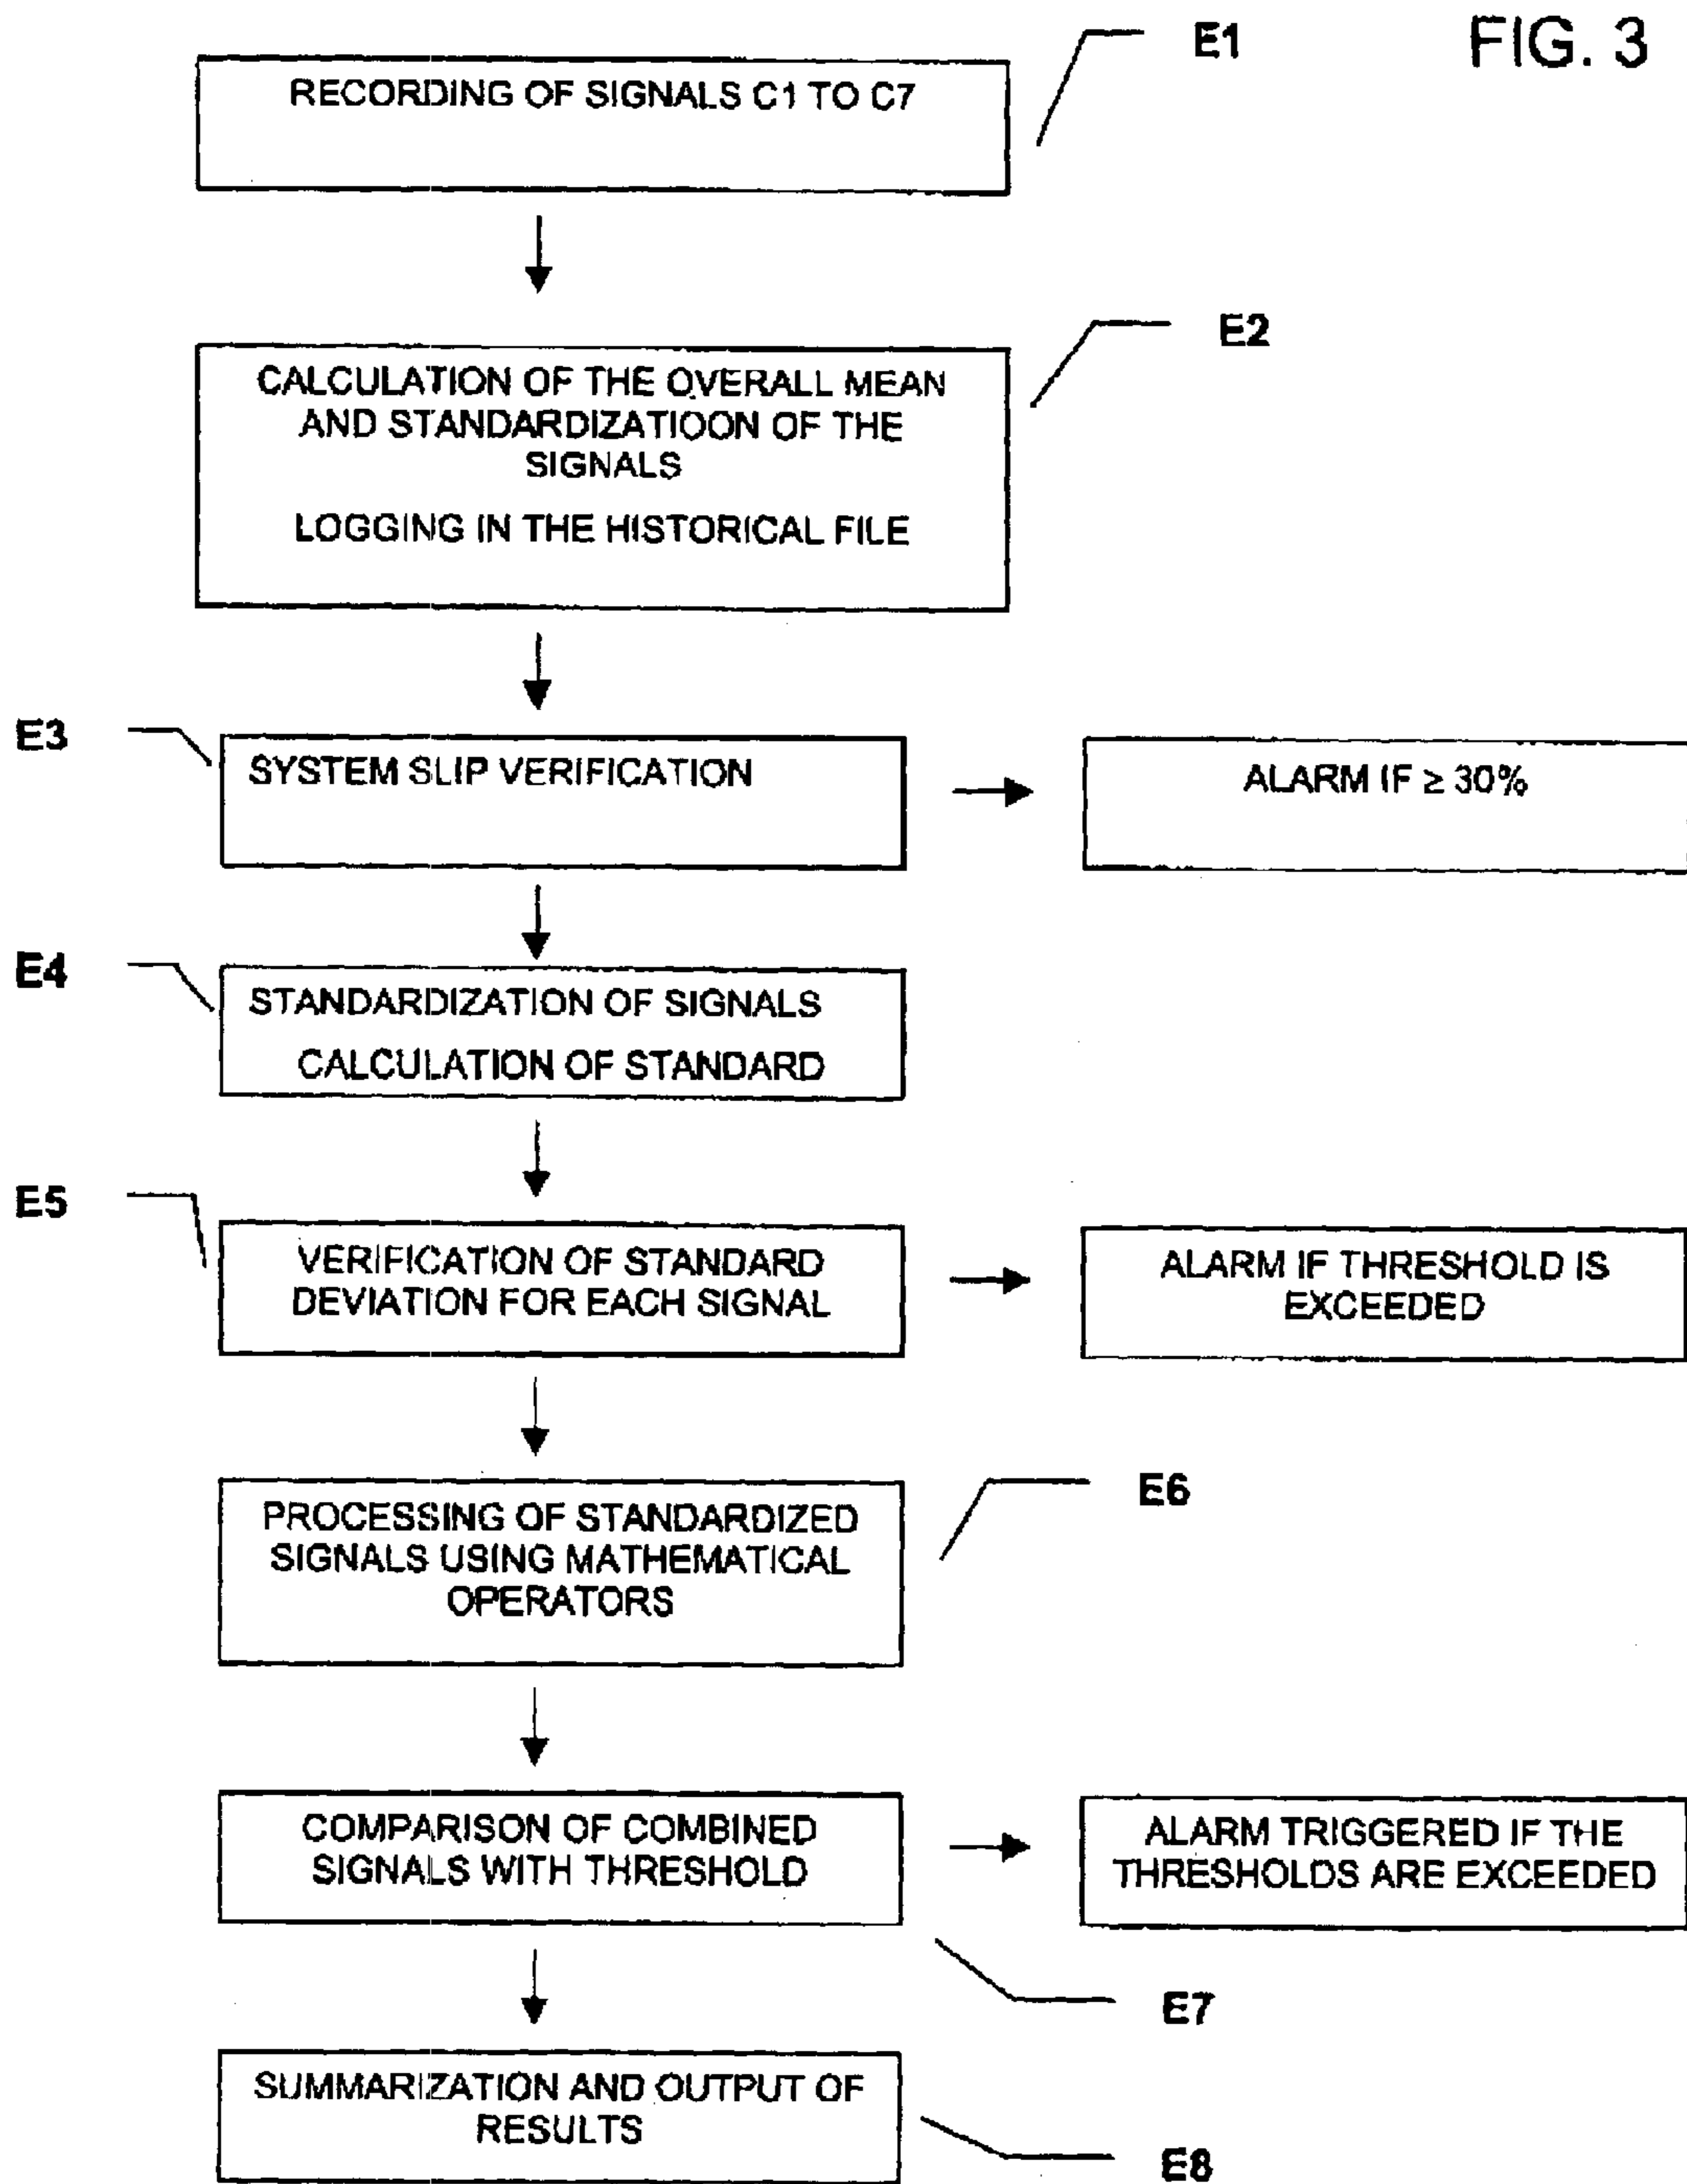 FIG. 3
E1
RECORDING OF SIGNALS C1 TO C7
E2
CALCULATION OF THE OVERALL MEAN
AND STANDARDIZATIOON OF THE
SIGNALS
LOGGING IN THE HISTORICAL FILE
E3
SYSTEM SLIP VERIFICATION
ALARM IF ≥ 30%
E4
STANDARDIZATION OF SIGNALS
CALCULATION OF STANDARD
E5
VERIFICATION OF STANDARD
DEVIATION FOR EACH SIGNAL
ALARM IF THRESHOLD IS
EXCEEDED
E6
PROCESSING OF STANDARDIZED
SIGNALS USING MATHEMATICAL
OPERATORS
COMPARISON OF COMBINED
SIGNALS WITH THRESHOLD
ALARM TRIGGERED IF THE
THRESHOLDS ARE EXCEEDED
E7
SUMMARIZATION AND OUTPUT OF
RESULTS
E8